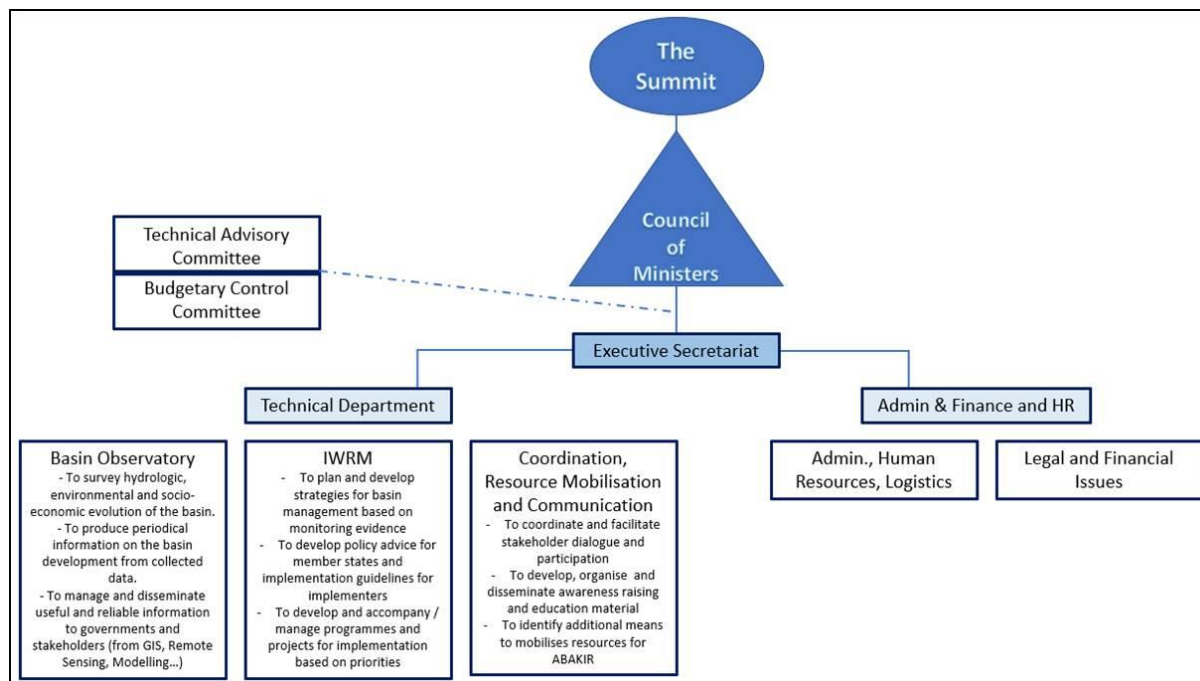 The
Summit
Council
of
Ministers
Technical Advisory
Committee
Budgetary Control
Committee
Executive Secretariat
Technical Department
Admin & Finance and HR
Basin Observatory
- To survey hydrologic,
environmental and socio-
economic evolution of the basin.
- To produce periodical
information on the basin
development from collected
data.
- To manage and disseminate
useful and reliable information
to governments and
stakeholders (from GIS, Remote
Sensing, Modelling...)
IWRM
- To plan and develop
strategies for basin
management based on
monitoring evidence
- To develop policy advice for
member states and
implementation guidelines for
implementers
- To develop and accompany /
manage programmes and
projects for implementation
based on priorities
Coordination,
Resource Mobilisation
and Communication
- To coordinate and facilitate
stakeholder dialogue and
participation
- To develop, organise and
disseminate awareness raising
and education material
- To identify additional means
to mobilises resources for
ABAKIR
Admin., Human
Resources, Logistics
Legal and Financial
Issues